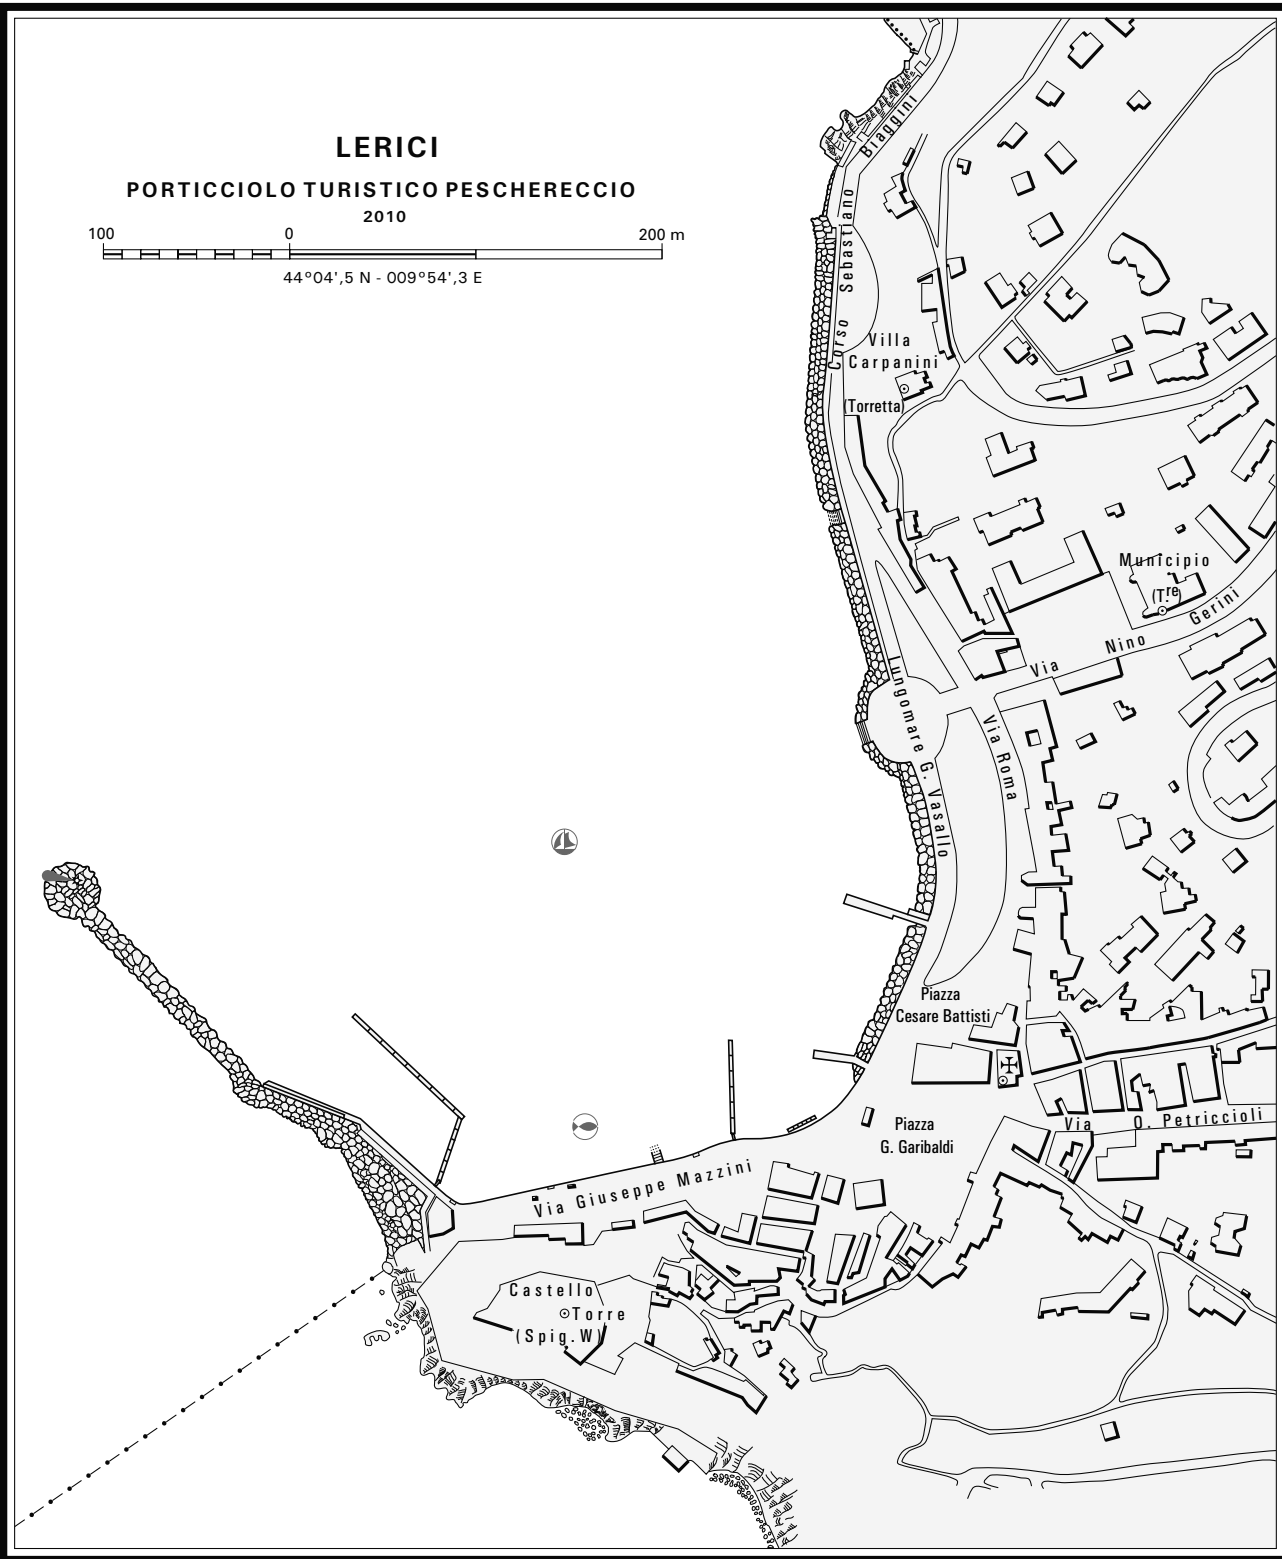 LERICI
PORTICCIOLO TURISTICO PESCHERECCIO
2010
100 0 200 m
44°04',5 N - 009°54',3 E
Corso Sebastiano Biaggini
Villa
Carpanini
(Torretta)
Municipio
(T.re)
Via Nino Gerini
Lungomare G. Vasallo
Via Roma
Piazza
Cesare Battisti
Piazza
G. Garibaldi
Via O. Petriccioli
Via Giuseppe Mazzini
Castello
Torre
(Spig.W)